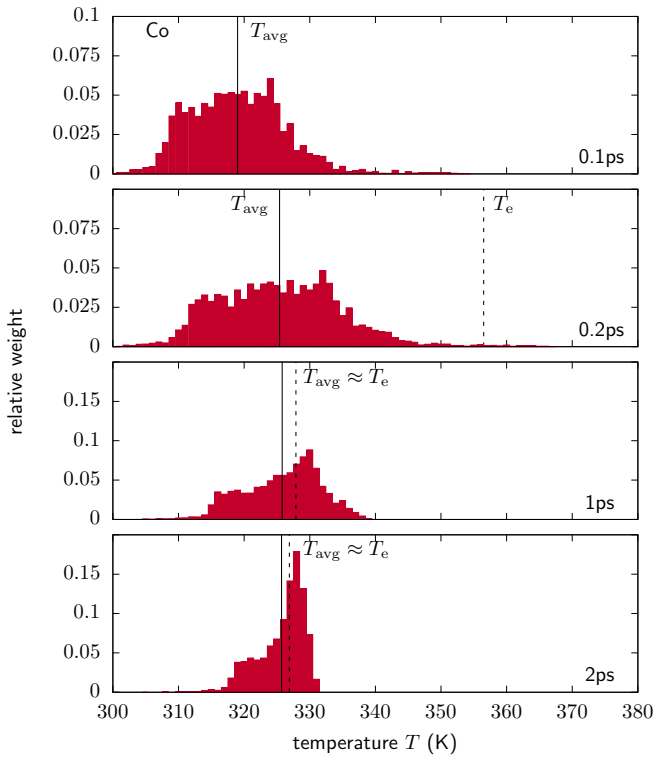 0.1
Co
T_avg
0.075
0.05
0.025
0
0.1ps
T_avg
T_e
0.075
0.05
0.025
0
0.2ps
relative weight
T_avg ≈ T_e
0.15
0.1
0.05
0
1ps
T_avg ≈ T_e
0.15
0.1
0.05
0
2ps
300 310 320 330 340 350 360 370 380
temperature T (K)